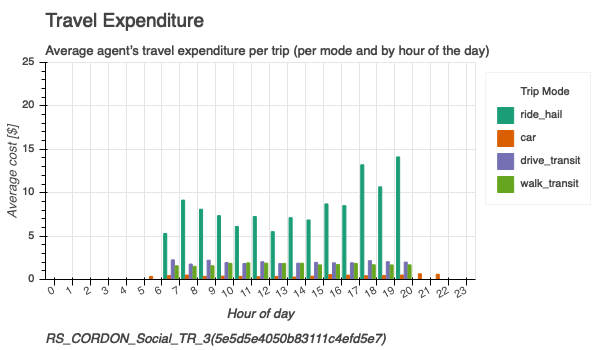 Travel Expenditure
Average agent's travel expenditure per trip (per mode and by hour of the day)
25
20
15
10
5
0
Average cost [$]
0 1 2 3 4 5 6 7 8 9 10 11 12 13 14 15 16 17 18 19 20 21 22 23
Hour of day
Trip Mode
ride_hail
car
drive_transit
walk_transit
RS_CORDON_Social_TR_3(5e5d5e4050b83111c4efd5e7)